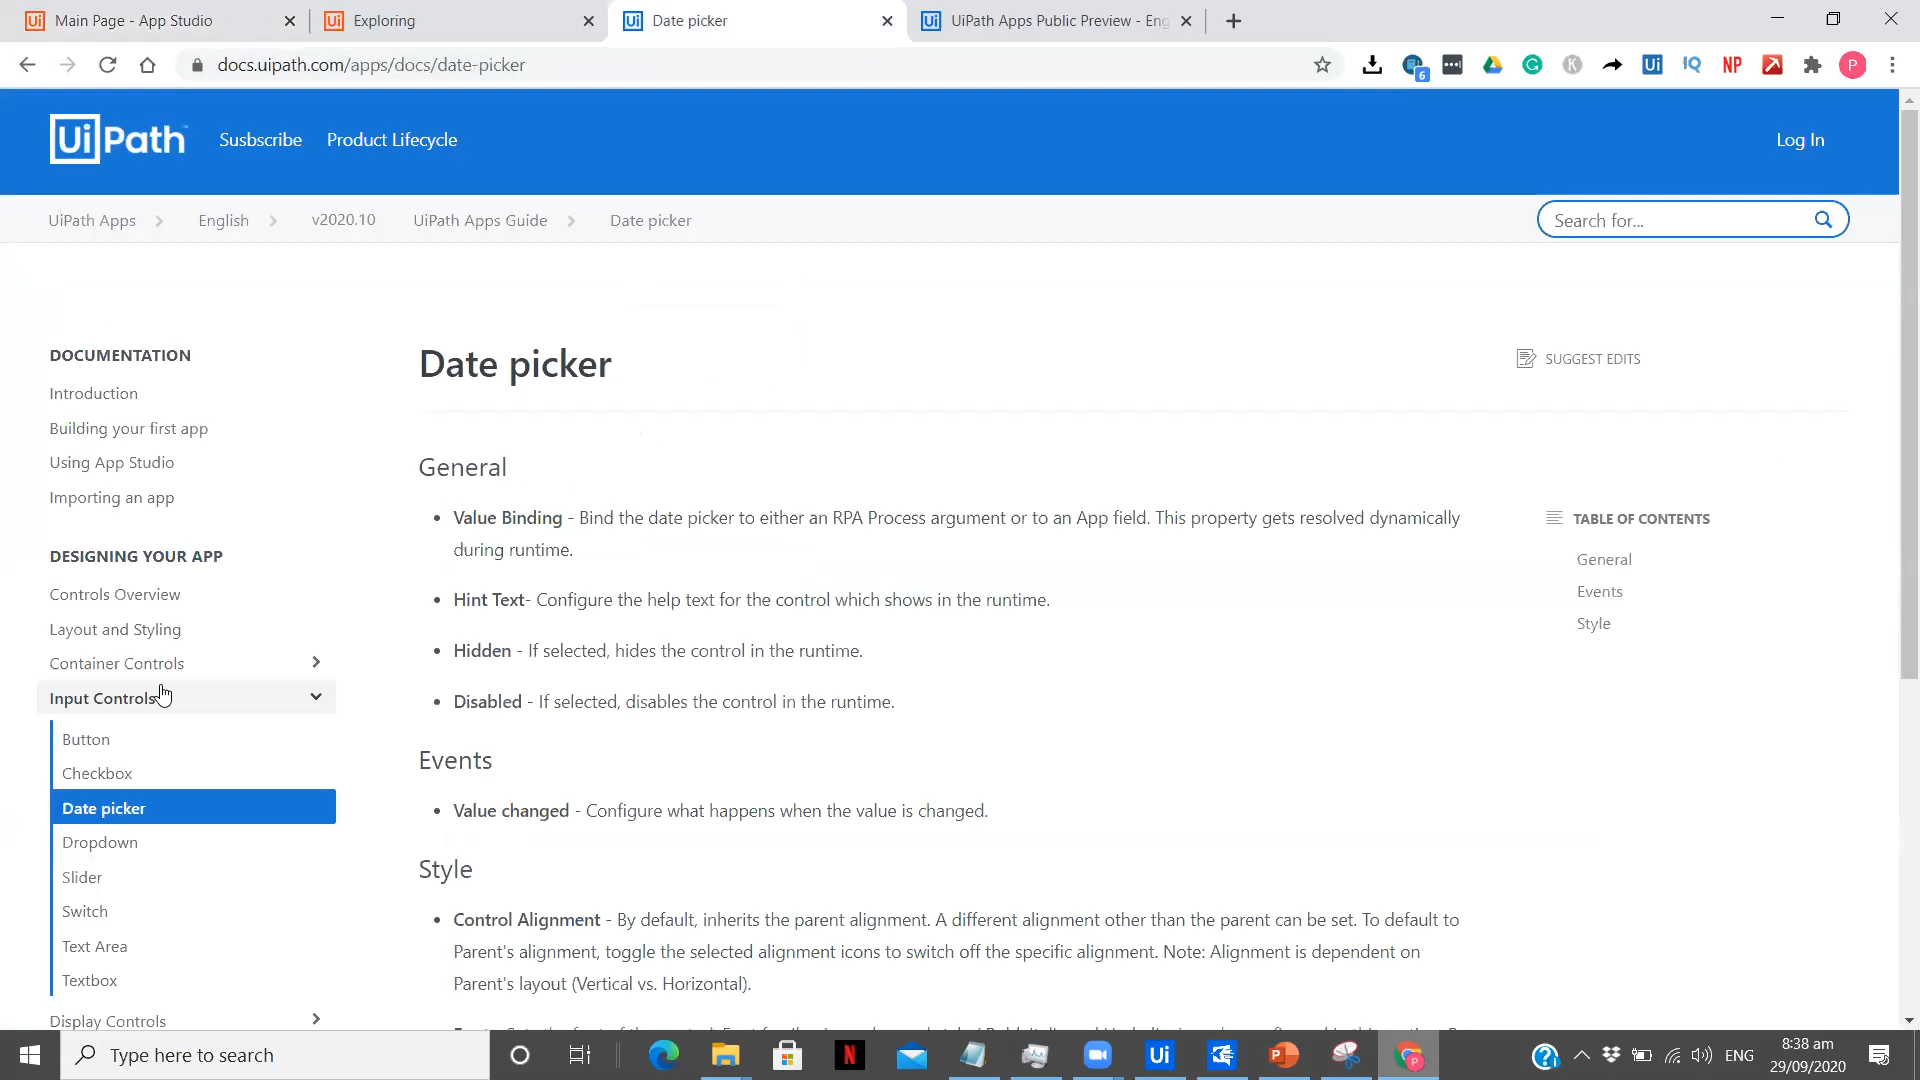 Main Page - App Studio
Exploring
Date picker
UiPath Apps Public Preview - Eng
docs.uipath.com/apps/docs/date-picker
6
Ui
IQ
NP
P
UiPath
Susbscribe
Product Lifecycle
Log In
UiPath Apps
English
v2020.10
UiPath Apps Guide
Date picker
Search for...
DOCUMENTATION
Introduction
Building your first app
Using App Studio
Importing an app
DESIGNING YOUR APP
Controls Overview
Layout and Styling
Container Controls
Input Controls
Button
Checkbox
Date picker
Dropdown
Slider
Switch
Text Area
Textbox
Display Controls
Date picker
SUGGEST EDITS
General
Value Binding - Bind the date picker to either an RPA Process argument or to an App field. This property gets resolved dynamically
during runtime.
Hint Text- Configure the help text for the control which shows in the runtime.
Hidden - If selected, hides the control in the runtime.
Disabled - If selected, disables the control in the runtime.
Events
Value changed - Configure what happens when the value is changed.
Style
Control Alignment - By default, inherits the parent alignment. A different alignment other than the parent can be set. To default to
Parent's alignment, toggle the selected alignment icons to switch off the specific alignment. Note: Alignment is dependent on
Parent's layout (Vertical vs. Horizontal).
TABLE OF CONTENTS
General
Events
Style
Type here to search
ENG
8:38 am
29/09/2020